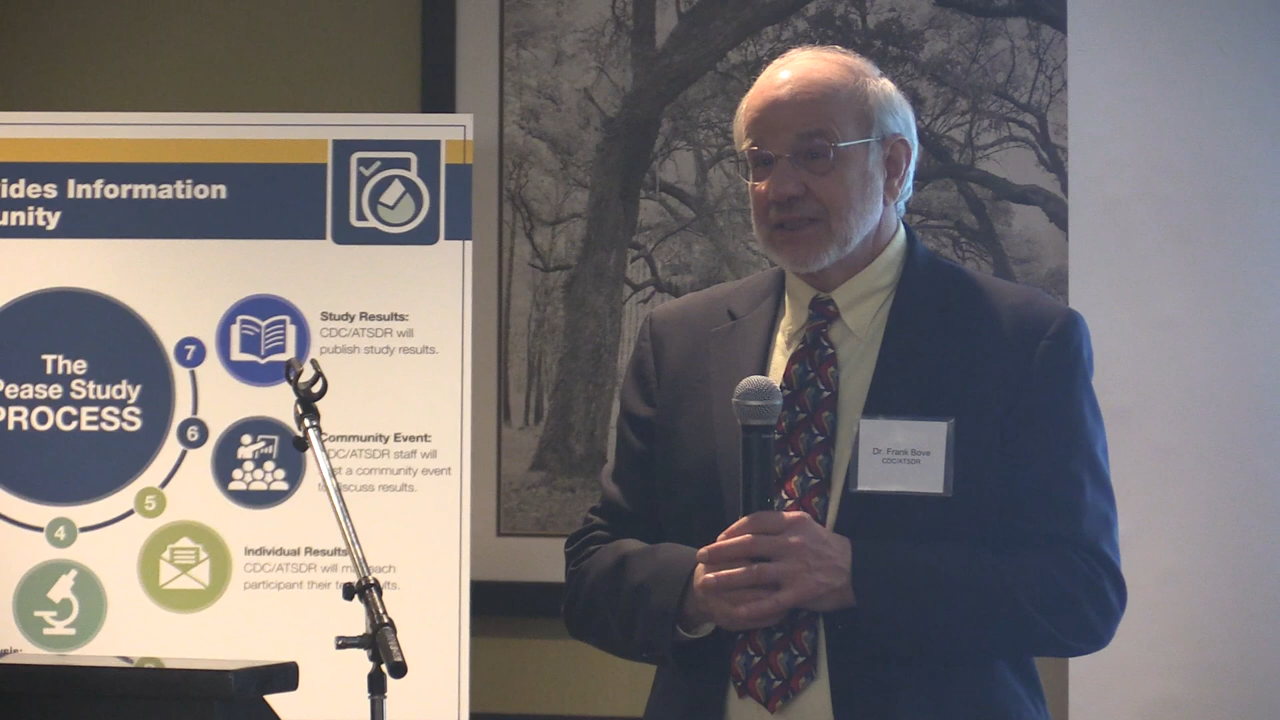 ides Information
unity
The
Pease Study
PROCESS
7
Study Results:
CDC/ATSDR will
publish study results.
6
Community Event:
CDC/ATSDR staff will
a community event
discuss results.
5
4
Individual Results
CDC/ATSDR will each
participant their
Dr. Frank Bove
CDC/ATSDR